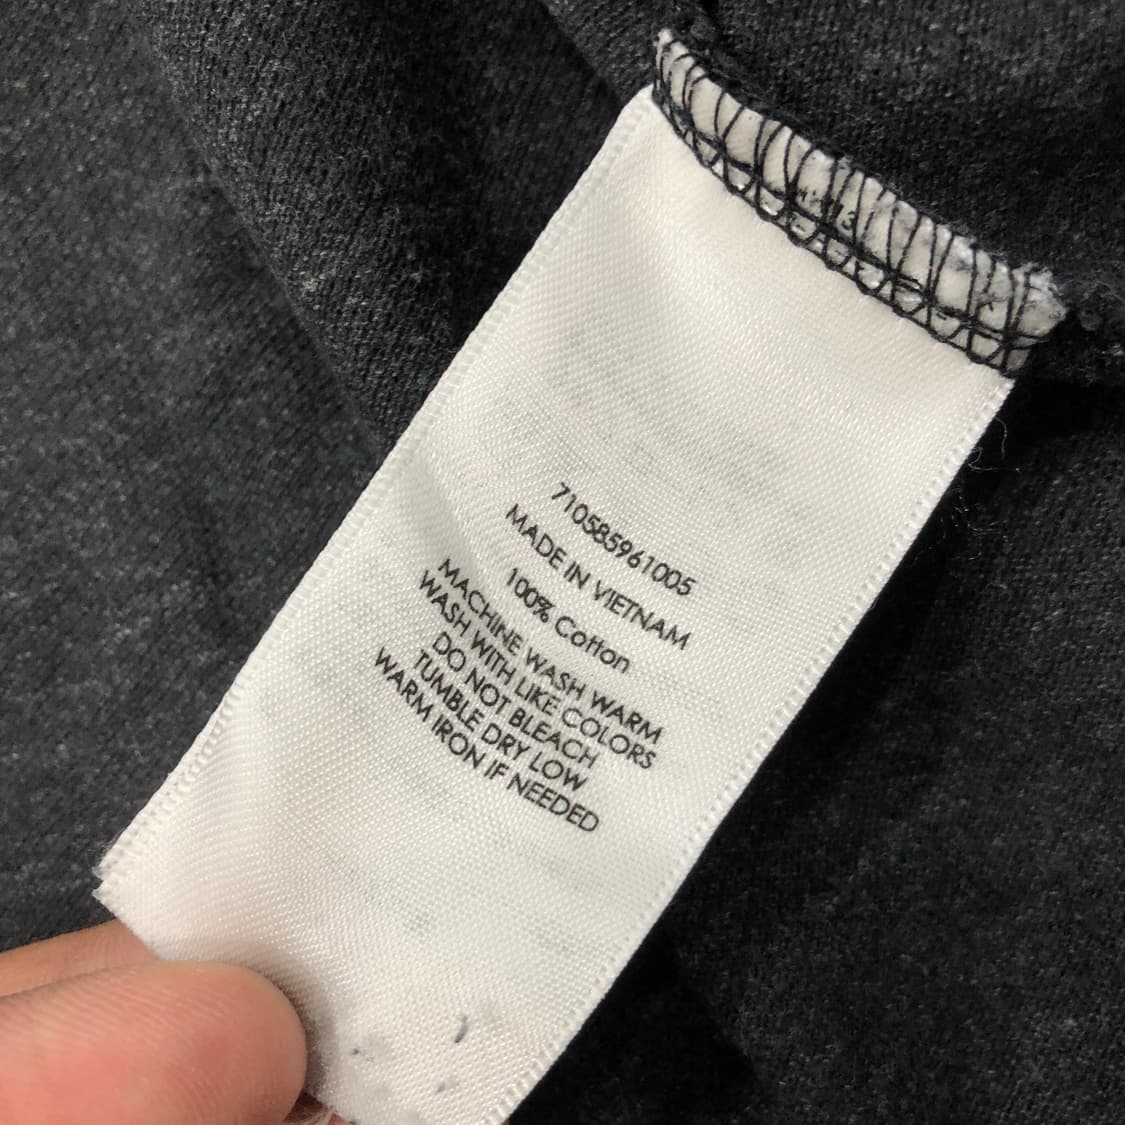 710585961005
MADE IN VIETNAM
100% Cotton
MACHINE WASH WARM
WASH WITH LIKE COLORS
DO NOT BLEACH
TUMBLE DRY LOW
WARM IRON IF NEEDED